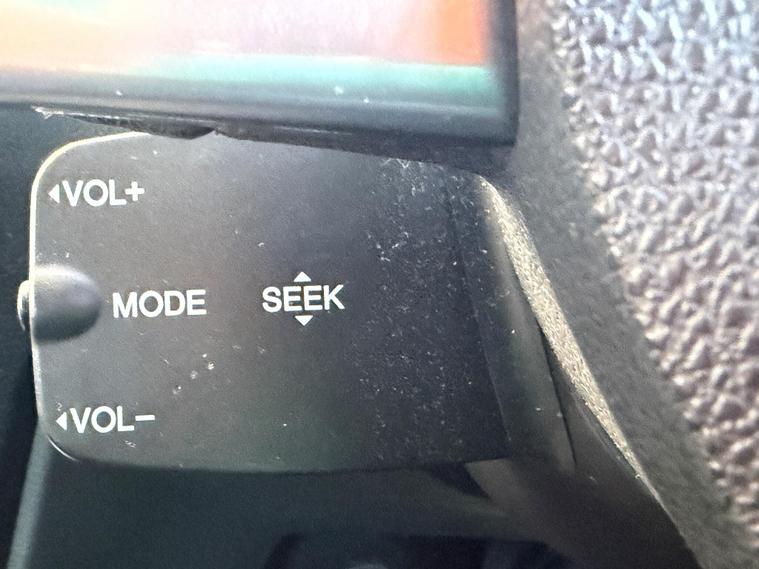 ◄VOL+
MODE
▲
SEEK
▼
◄VOL−